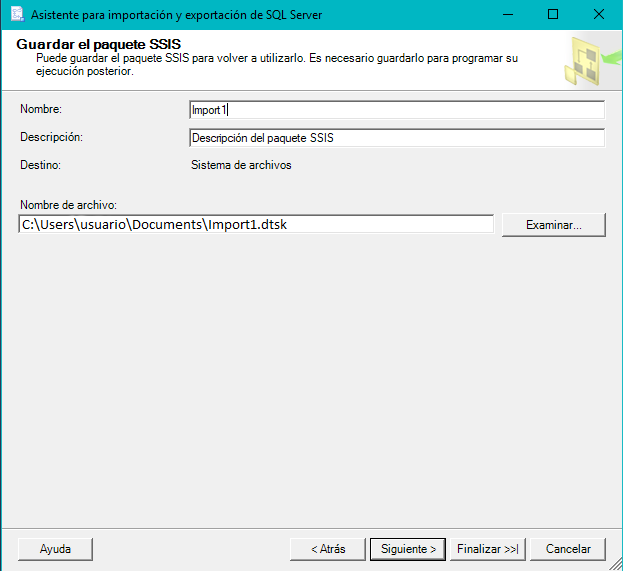 Asistente para importación y exportación de SQL Server
Guardar el paquete SSIS
Puede guardar el paquete SSIS para volver a utilizarlo. Es necesario guardarlo para programar su
ejecución posterior.
Nombre:
Import1
Descripción:
Descripción del paquete SSIS
Destino:
Sistema de archivos
Nombre de archivo:
C:\Users\usuario\Documents\Import1.dtsk
Examinar...
Ayuda
< Atrás
Siguiente >
Finalizar >>|
Cancelar